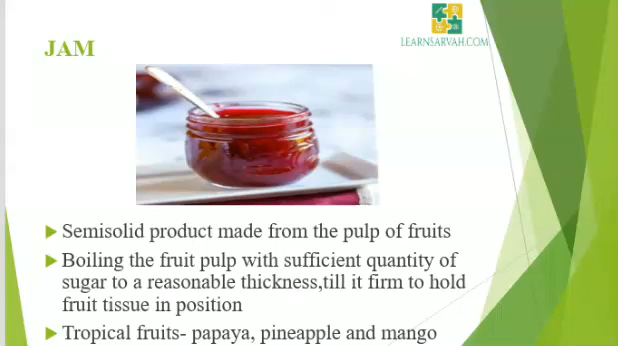 LEARNSARVAH.COM
JAM
Semisolid product made from the pulp of fruits
Boiling the fruit pulp with sufficient quantity of
sugar to a reasonable thickness,till it firm to hold
fruit tissue in position
Tropical fruits- papaya, pineapple and mango